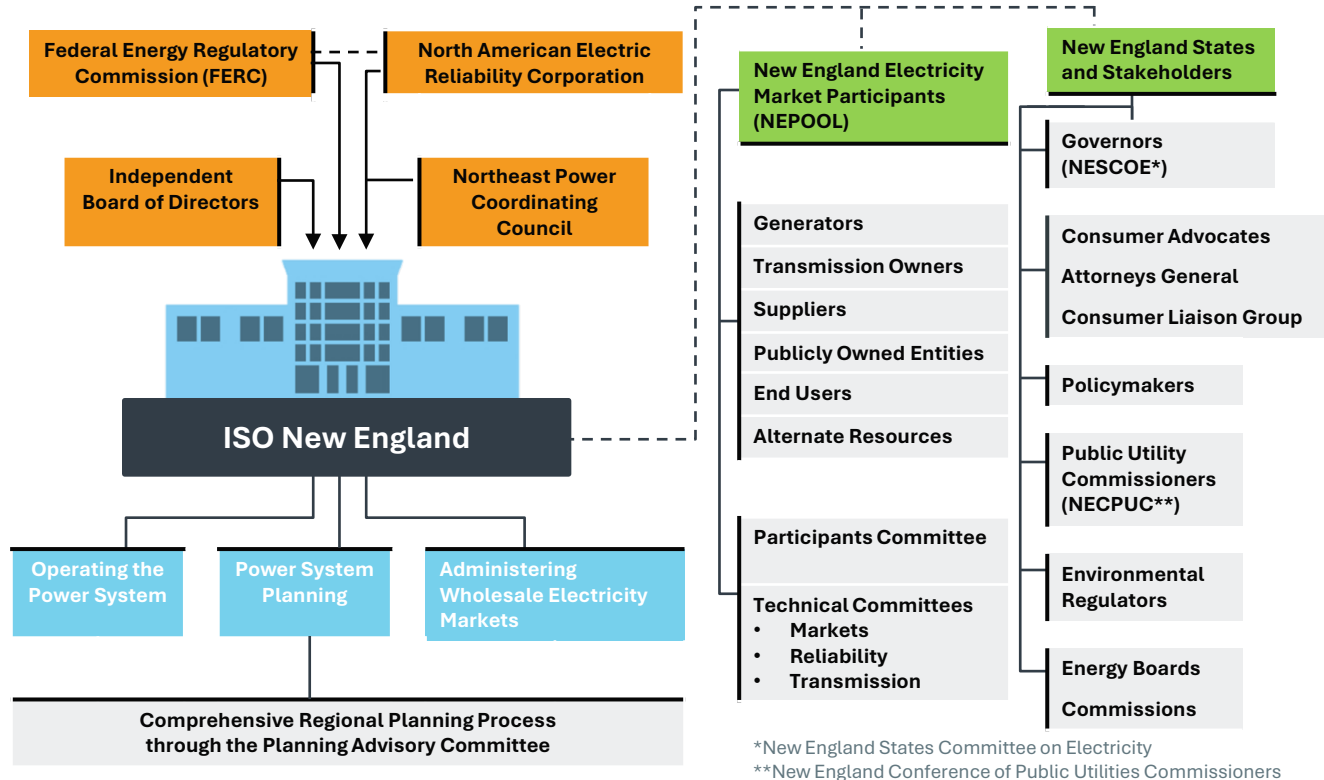 Federal Energy Regulatory
Commission (FERC)
North American Electric
Reliability Corporation
Independent
Board of Directors
Northeast Power
Coordinating
Council
ISO New England
Operating the
Power System
Power System
Planning
Administering
Wholesale Electricity
Markets
Comprehensive Regional Planning Process
through the Planning Advisory Committee
New England Electricity
Market Participants
(NEPOOL)
Generators
Transmission Owners
Suppliers
Publicly Owned Entities
End Users
Alternate Resources
Participants Committee
Technical Committees
• Markets
• Reliability
• Transmission
New England States
and Stakeholders
Governors
(NESCOE*)
Consumer Advocates
Attorneys General
Consumer Liaison Group
Policymakers
Public Utility
Commissioners
(NECPUC**)
Environmental
Regulators
Energy Boards
Commissions
*New England States Committee on Electricity
**New England Conference of Public Utilities Commissioners